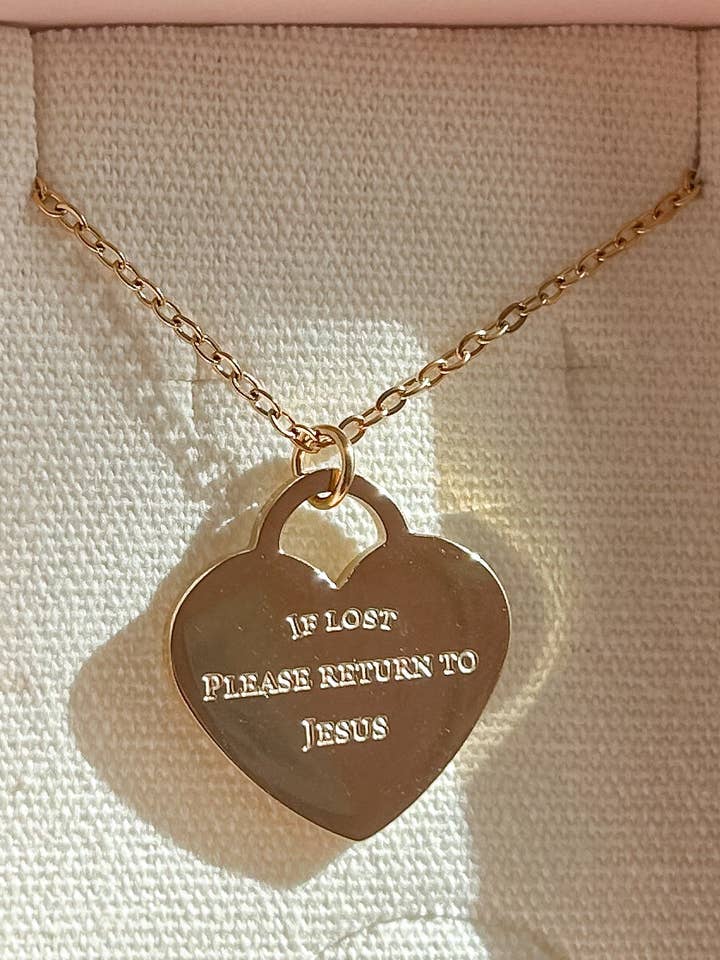 If lost
Please return to
Jesus